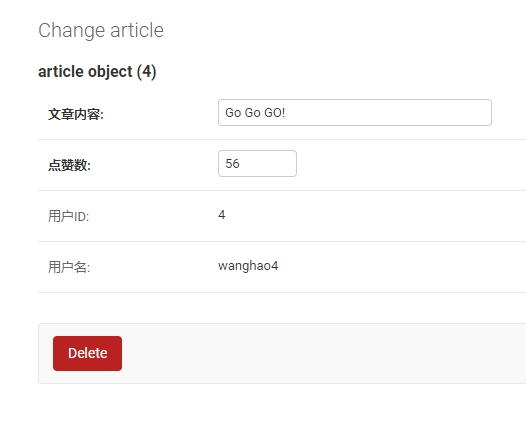 Change article
article object (4)
文章内容: Go Go GO!
点赞数: 56
用户ID: 4
用户名: wanghao4
Delete